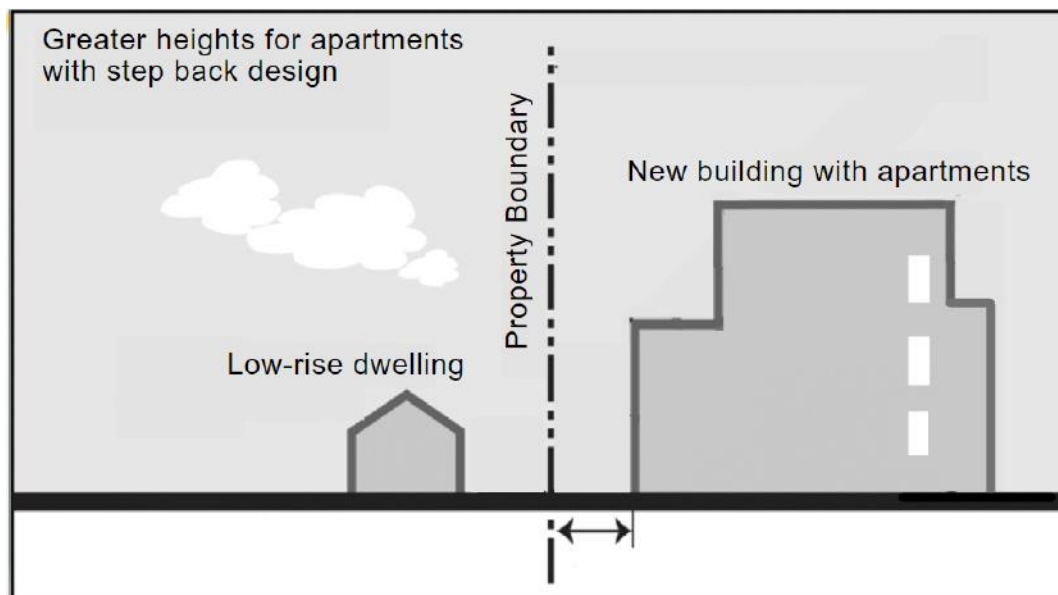 Greater heights for apartments
with step back design
Property Boundary
New building with apartments
Low-rise dwelling